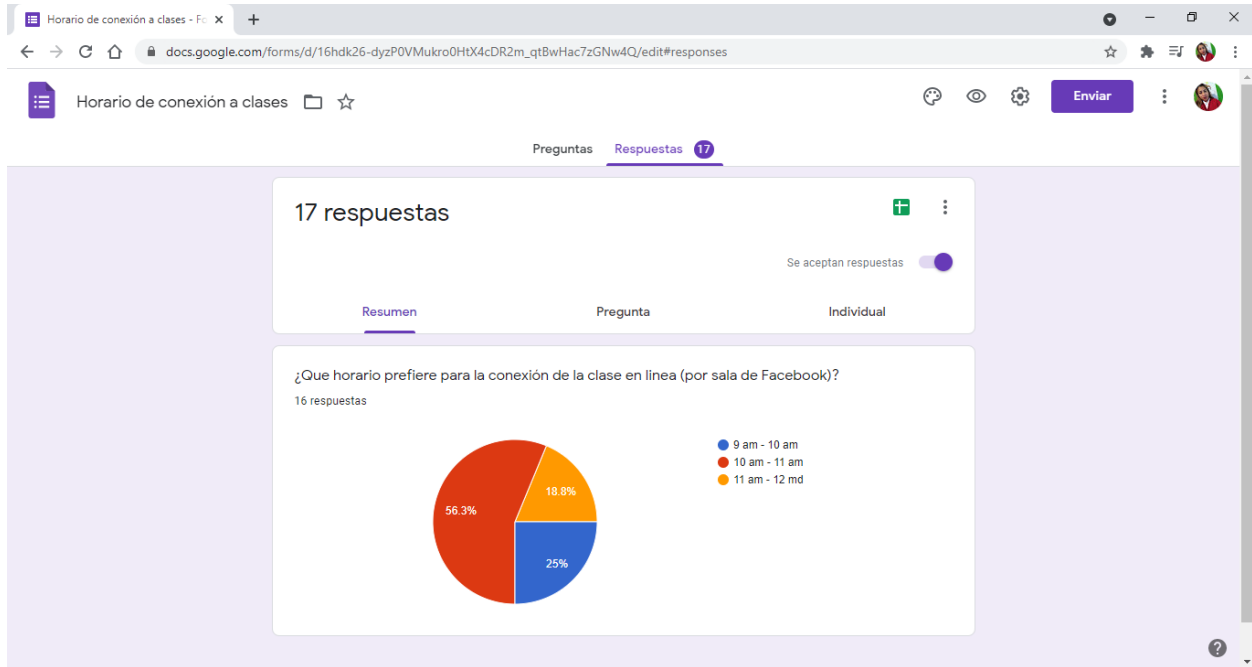 Horario de conexión a clases - Fo
docs.google.com/forms/d/16hdk26-dyzP0VMukro0HtX4cDR2m_qtBwHac7zGNw4Q/edit#responses
Horario de conexión a clases
Enviar
Preguntas Respuestas 17
17 respuestas
Se aceptan respuestas
Resumen Pregunta Individual
¿Que horario prefiere para la conexión de la clase en linea (por sala de Facebook)?
16 respuestas
9 am - 10 am
10 am - 11 am
11 am - 12 md
18.8%
56.3%
25%